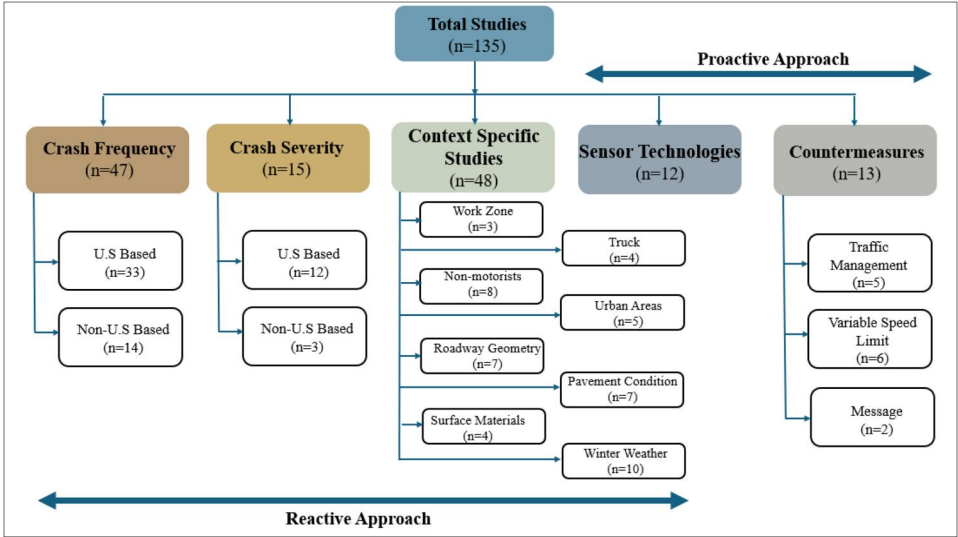 Total Studies
(n=135)
Proactive Approach
Crash Frequency
(n=47)
Crash Severity
(n=15)
Context Specific
Studies
(n=48)
Sensor Technologies
(n=12)
Countermeasures
(n=13)
U.S Based
(n=33)
Non-U.S Based
(n=14)
U.S Based
(n=12)
Non-U.S Based
(n=3)
Work Zone
(n=3)
Truck
(n=4)
Non-motorists
(n=8)
Urban Areas
(n=5)
Roadway Geometry
(n=7)
Pavement Condition
(n=7)
Surface Materials
(n=4)
Winter Weather
(n=10)
Traffic
Management
(n=5)
Variable Speed
Limit
(n=6)
Message
(n=2)
Reactive Approach